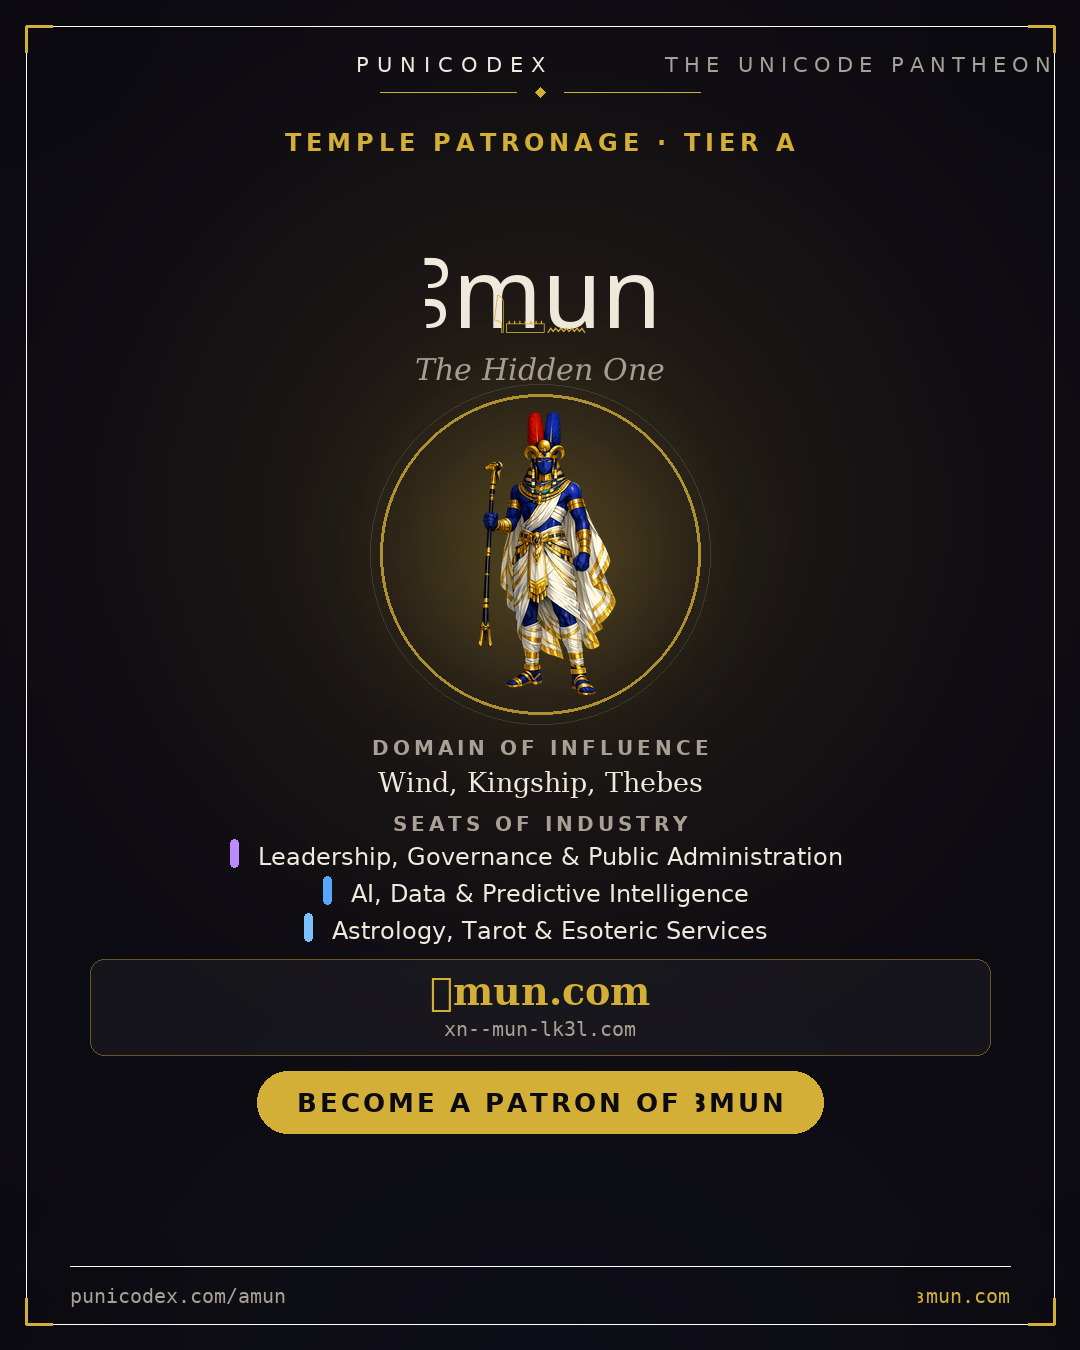 PUNICODEX THE UNICODE PANTHEON
TEMPLE PATRONAGE · TIER A
Ꜣmun
𓇋𓏠𓈖
The Hidden One
DOMAIN OF INFLUENCE
Wind, Kingship, Thebes
SEATS OF INDUSTRY
Leadership, Governance & Public Administration
AI, Data & Predictive Intelligence
Astrology, Tarot & Esoteric Services
▯mun.com
xn--mun-lk3l.com
BECOME A PATRON OF ꜢMUN
punicodex.com/amun
ꜣmun.com